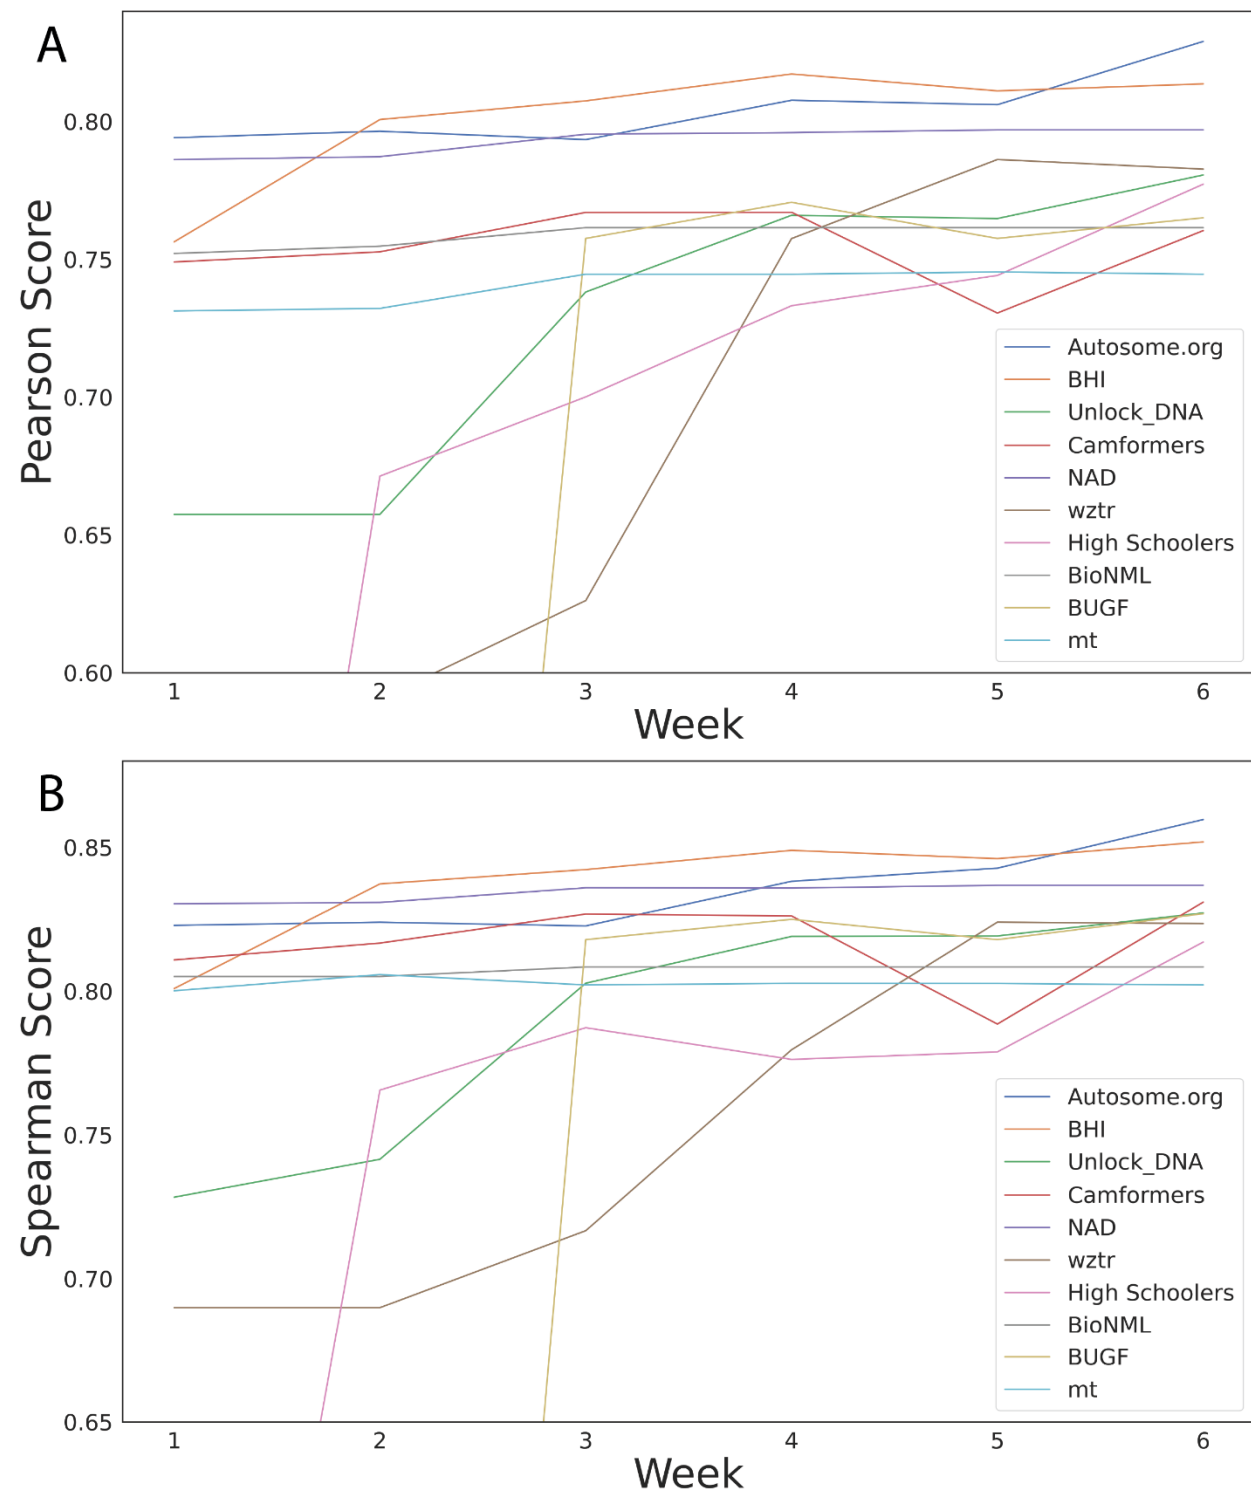 A
Pearson Score
0.80
0.75
0.70
0.65
0.60
Autosome.org
BHI
Unlock_DNA
Camformers
NAD
wztr
High Schoolers
BioNML
BUGF
mt
1 2 3 4 5 6
Week
B
Spearman Score
0.85
0.80
0.75
0.70
0.65
Autosome.org
BHI
Unlock_DNA
Camformers
NAD
wztr
High Schoolers
BioNML
BUGF
mt
1 2 3 4 5 6
Week